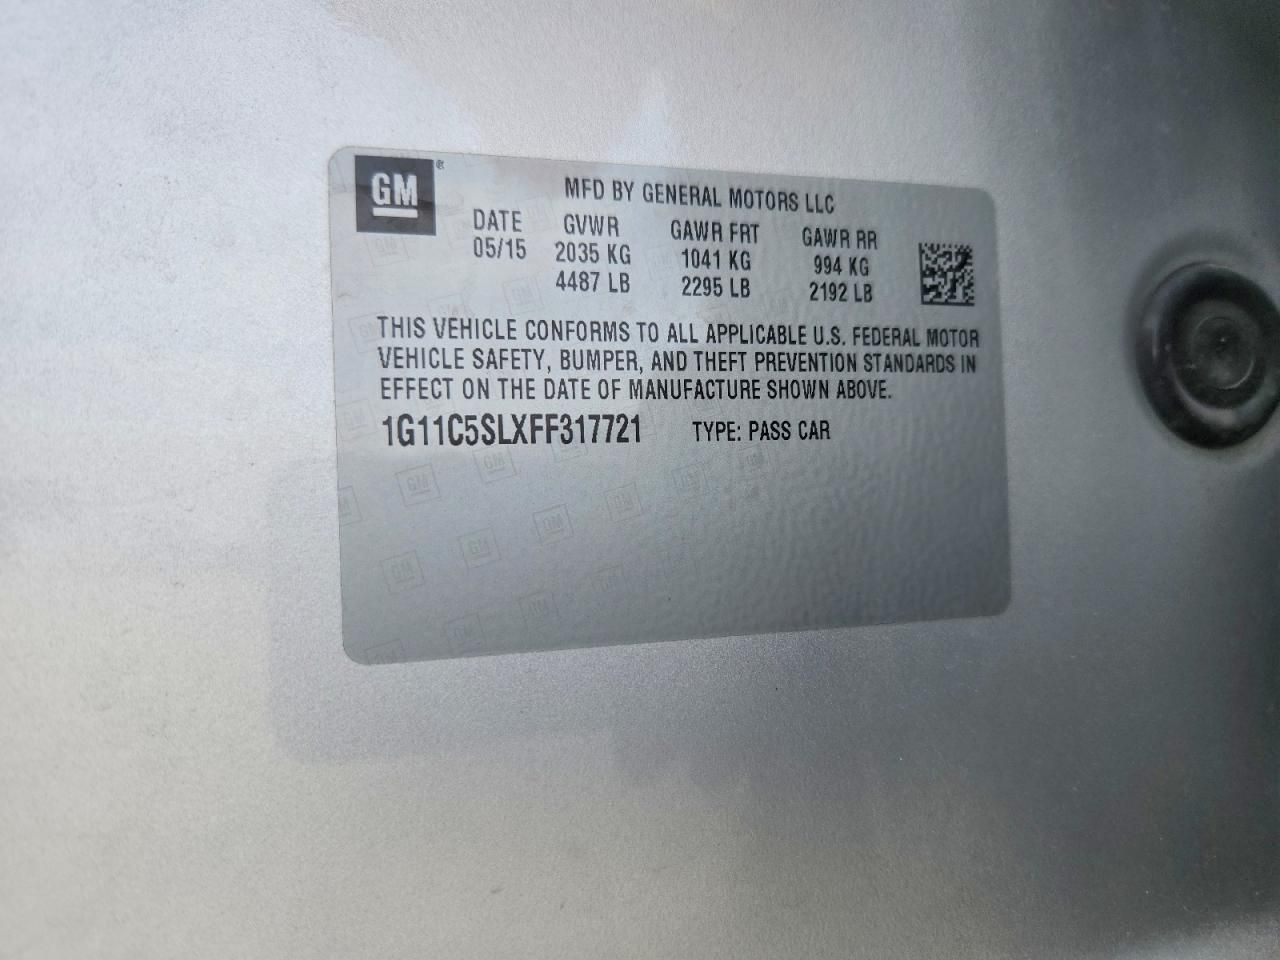 GM®
MFD BY GENERAL MOTORS LLC
DATE GVWR GAWR FRT GAWR RR
05/15 2035 KG 1041 KG 994 KG
4487 LB 2295 LB 2192 LB
THIS VEHICLE CONFORMS TO ALL APPLICABLE U.S. FEDERAL MOTOR
VEHICLE SAFETY, BUMPER, AND THEFT PREVENTION STANDARDS IN
EFFECT ON THE DATE OF MANUFACTURE SHOWN ABOVE.
1G11C5SLXFF317721 TYPE: PASS CAR